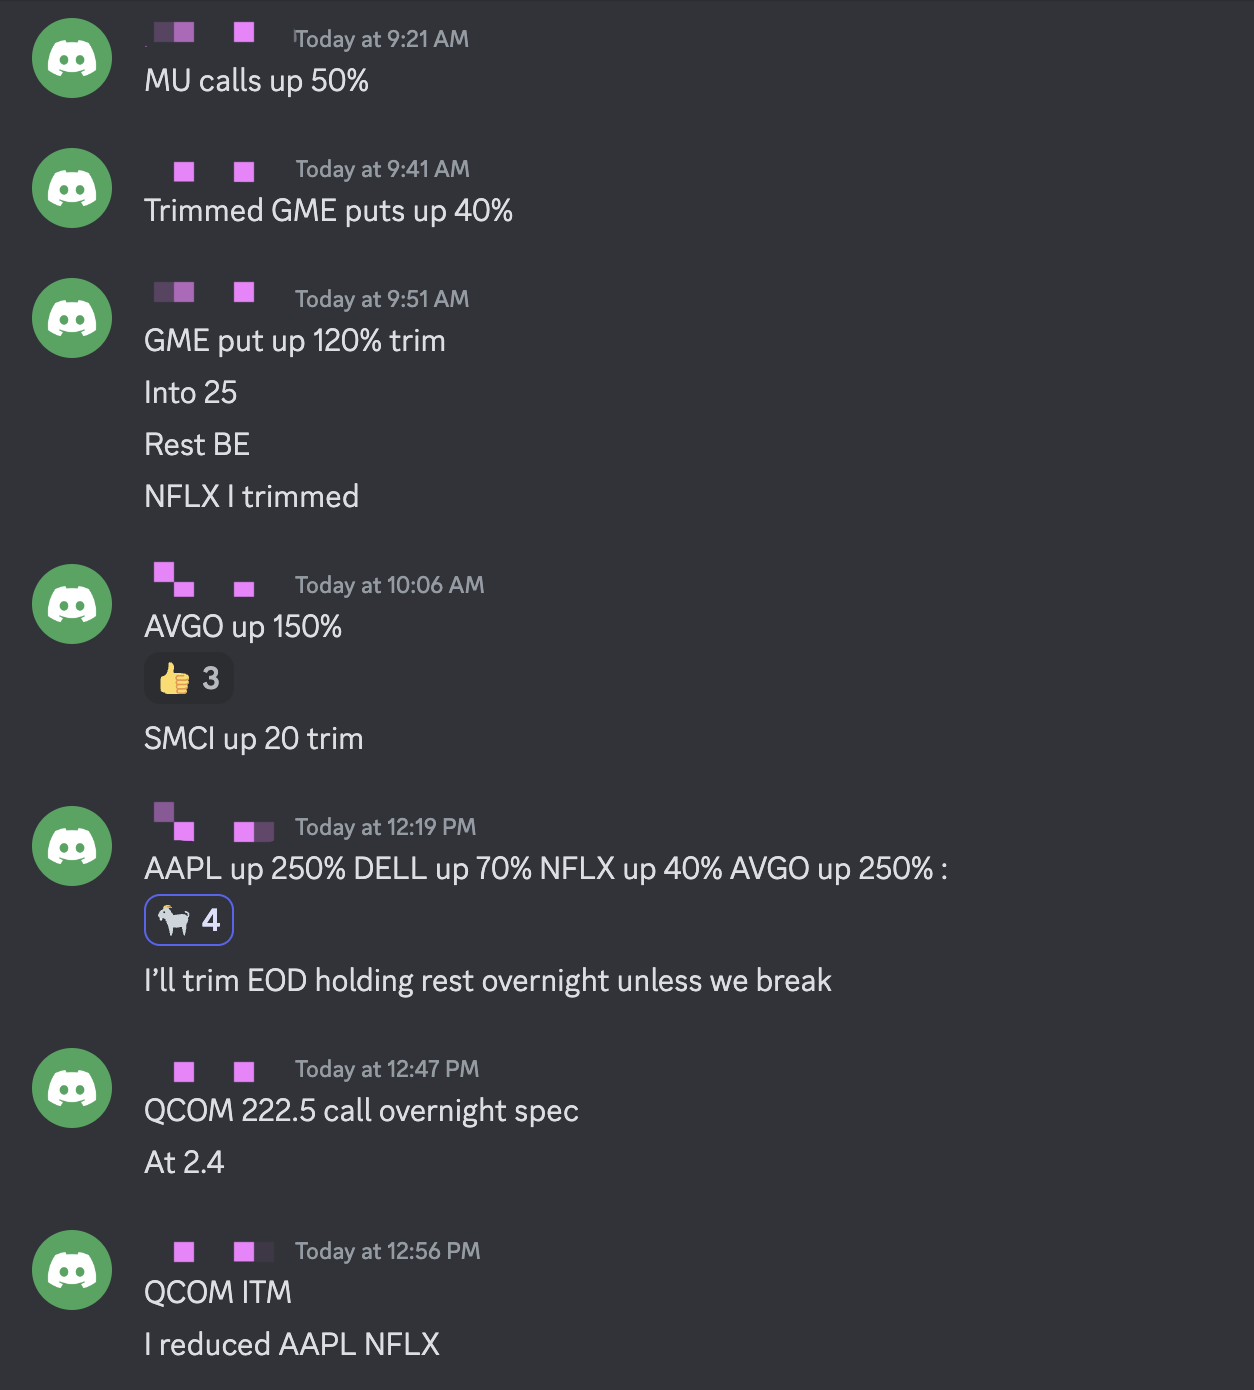 Today at 9:21 AM
MU calls up 50%
Today at 9:41 AM
Trimmed GME puts up 40%
Today at 9:51 AM
GME put up 120% trim
Into 25
Rest BE
NFLX I trimmed
Today at 10:06 AM
AVGO up 150%
👍 3
SMCI up 20 trim
Today at 12:19 PM
AAPL up 250% DELL up 70% NFLX up 40% AVGO up 250% :
🐐 4
I’ll trim EOD holding rest overnight unless we break
Today at 12:47 PM
QCOM 222.5 call overnight spec
At 2.4
Today at 12:56 PM
QCOM ITM
I reduced AAPL NFLX